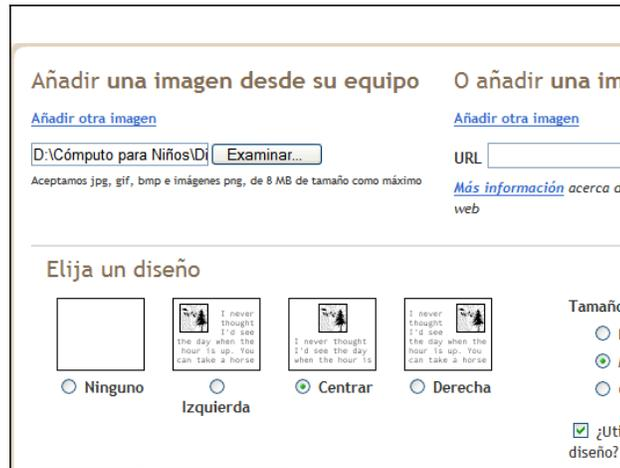 Añadir una imagen desde su equipo
Añadir otra imagen
D:\Cómputo para Niños\Di
Examinar...
Aceptamos jpg, gif, bmp e imágenes png, de 8 MB de tamaño como máximo
O añadir una im
Añadir otra imagen
URL
Más información acerca d
web
Elija un diseño
I never
thought
I'd see
the day when the
hour is up. You
can take a horse
I never thought
I'd see the day
when the hour is
I never
thought
I'd see
the day when the
hour is up. You
can take a horse
Ninguno
Izquierda
Centrar
Derecha
Tamaño
¿Uti
diseño?